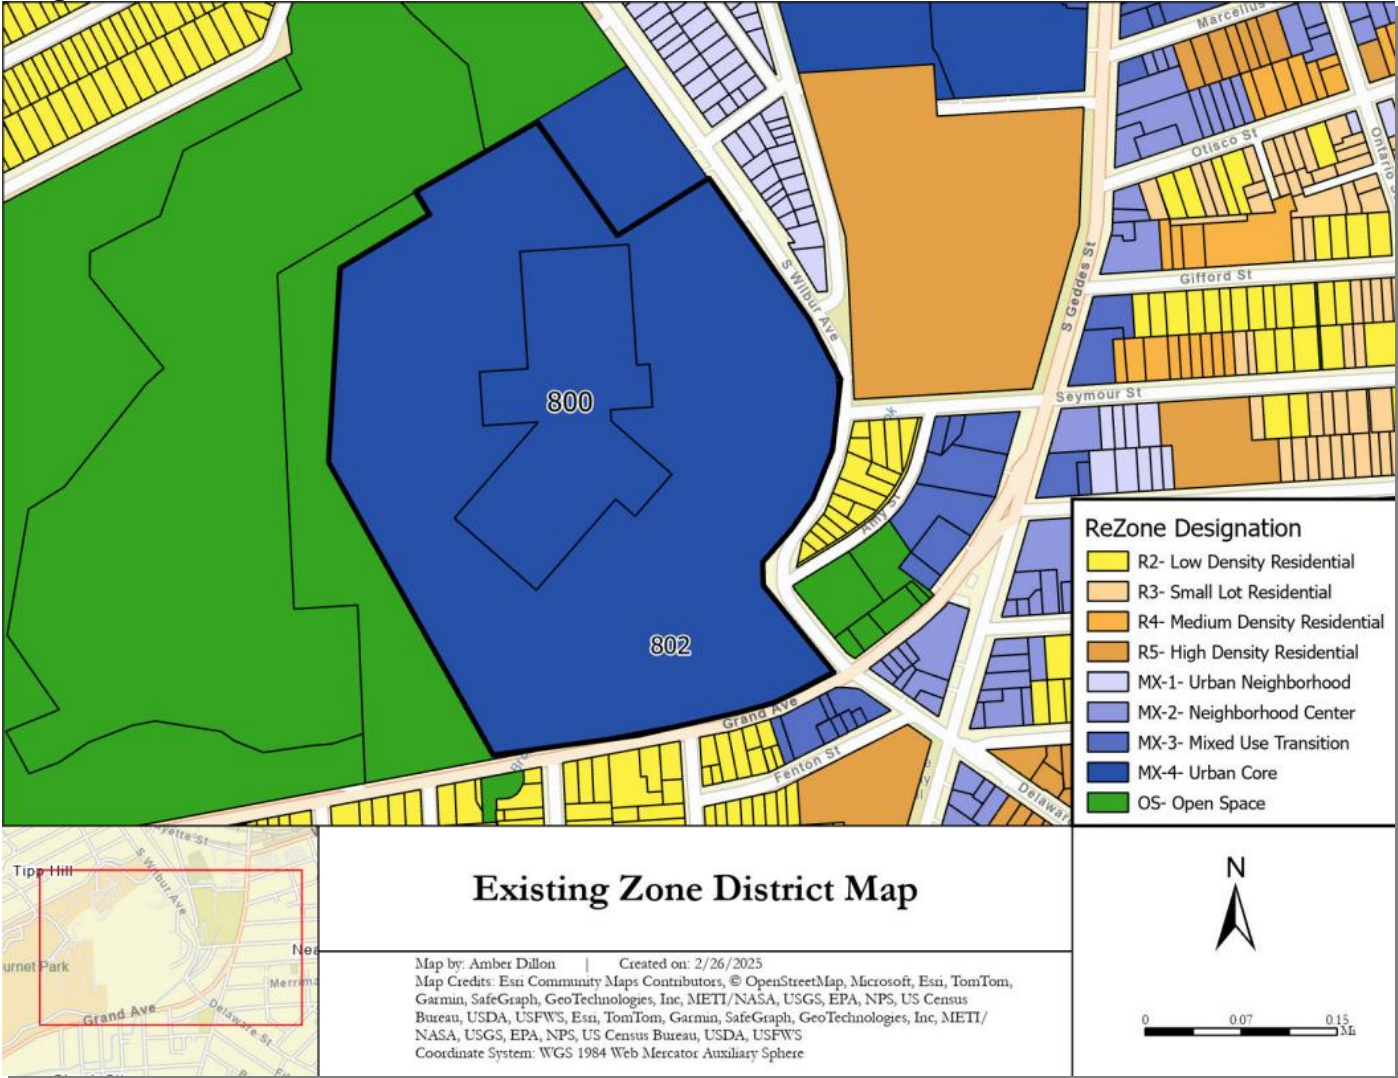 Marcellus
Otisco St
Ontario S
S Wilbur Ave
S Geddes St
Gifford St
800
Seymour St
Amy St
802
Grand Ave
Fenton St
Delaware
ReZone Designation
R2- Low Density Residential
R3- Small Lot Residential
R4- Medium Density Residential
R5- High Density Residential
MX-1- Urban Neighborhood
MX-2- Neighborhood Center
MX-3- Mixed Use Transition
MX-4- Urban Core
OS- Open Space
ayette St
Tipp Hill
S Wilbur Ave
Nea
urnet Park
Merrima
Grand Ave
Delaware St
Existing Zone District Map
Map by: Amber Dillon | Created on: 2/26/2025
Map Credits: Esri Community Maps Contributors, © OpenStreetMap, Microsoft, Esri, TomTom,
Garmin, SafeGraph, GeoTechnologies, Inc, METI/NASA, USGS, EPA, NPS, US Census
Bureau, USDA, USFWS, Esri, TomTom, Garmin, SafeGraph, GeoTechnologies, Inc, METI/
NASA, USGS, EPA, NPS, US Census Bureau, USDA, USFWS
Coordinate System: WGS 1984 Web Mercator Auxiliary Sphere
N
0 0.07 0.15
Mi